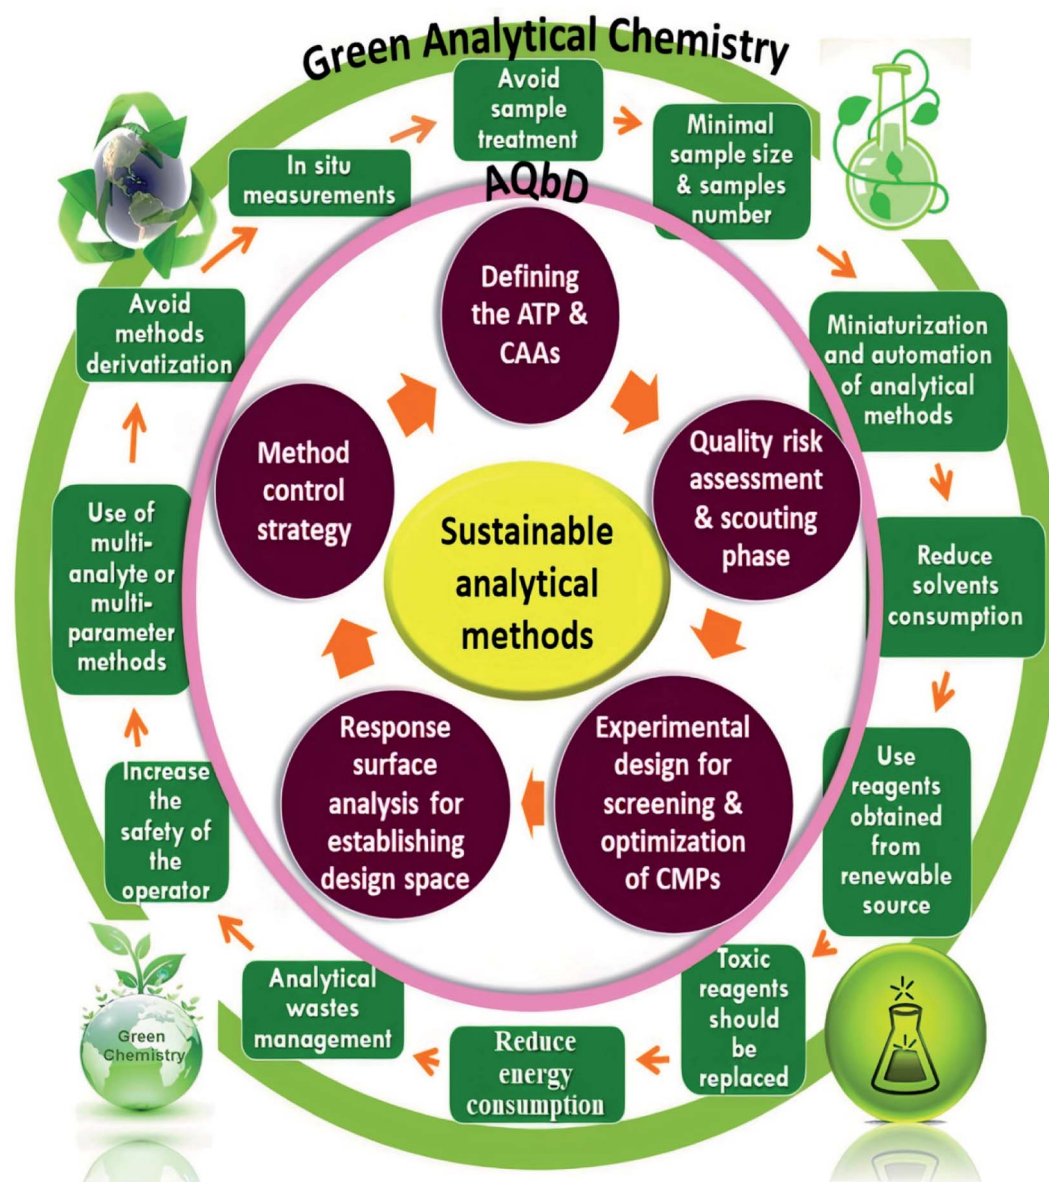 Green Analytical Chemistry
Avoid
sample
treatment
Minimal
sample size
& samples
number
Miniaturization
and automation
of analytical
methods
Reduce
solvents
consumption
Use
reagents
obtained
from
renewable
source
Toxic
reagents
should
be
replaced
Reduce
energy
consumption
Analytical
wastes
management
Increase
the
safety of
the
operator
Use of
multi-
analyte or
multi-
parameter
methods
Avoid
methods
derivatization
In situ
measurements
AQbD
Defining
the ATP &
CAAs
Quality risk
assessment
& scouting
phase
Experimental
design for
screening &
optimization
of CMPs
Response
surface
analysis for
establishing
design space
Method
control
strategy
Sustainable
analytical
methods
Green
Chemistry